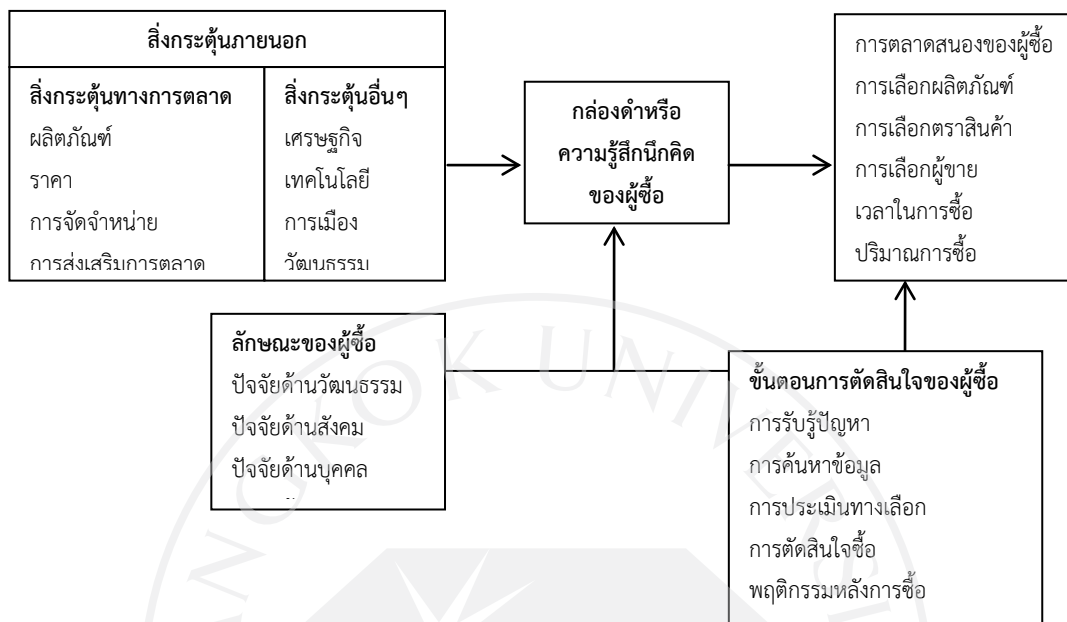 สิ่งกระตุ้นภายนอก
สิ่งกระตุ้นทางการตลาด
ผลิตภัณฑ์
ราคา
การจัดจำหน่าย
การส่งเสริมการตลาด
สิ่งกระตุ้นอื่นๆ
เศรษฐกิจ
เทคโนโลยี
การเมือง
วัฒนธรรม
กล่องดำหรือ
ความรู้สึกนึกคิด
ของผู้ซื้อ
การตลาดสนองของผู้ซื้อ
การเลือกผลิตภัณฑ์
การเลือกตราสินค้า
การเลือกผู้ขาย
เวลาในการซื้อ
ปริมาณการซื้อ
ลักษณะของผู้ซื้อ
ปัจจัยด้านวัฒนธรรม
ปัจจัยด้านสังคม
ปัจจัยด้านบุคคล
ขั้นตอนการตัดสินใจของผู้ซื้อ
การรับรู้ปัญหา
การค้นหาข้อมูล
การประเมินทางเลือก
การตัดสินใจซื้อ
พฤติกรรมหลังการซื้อ
NGKOK UNIVERSI